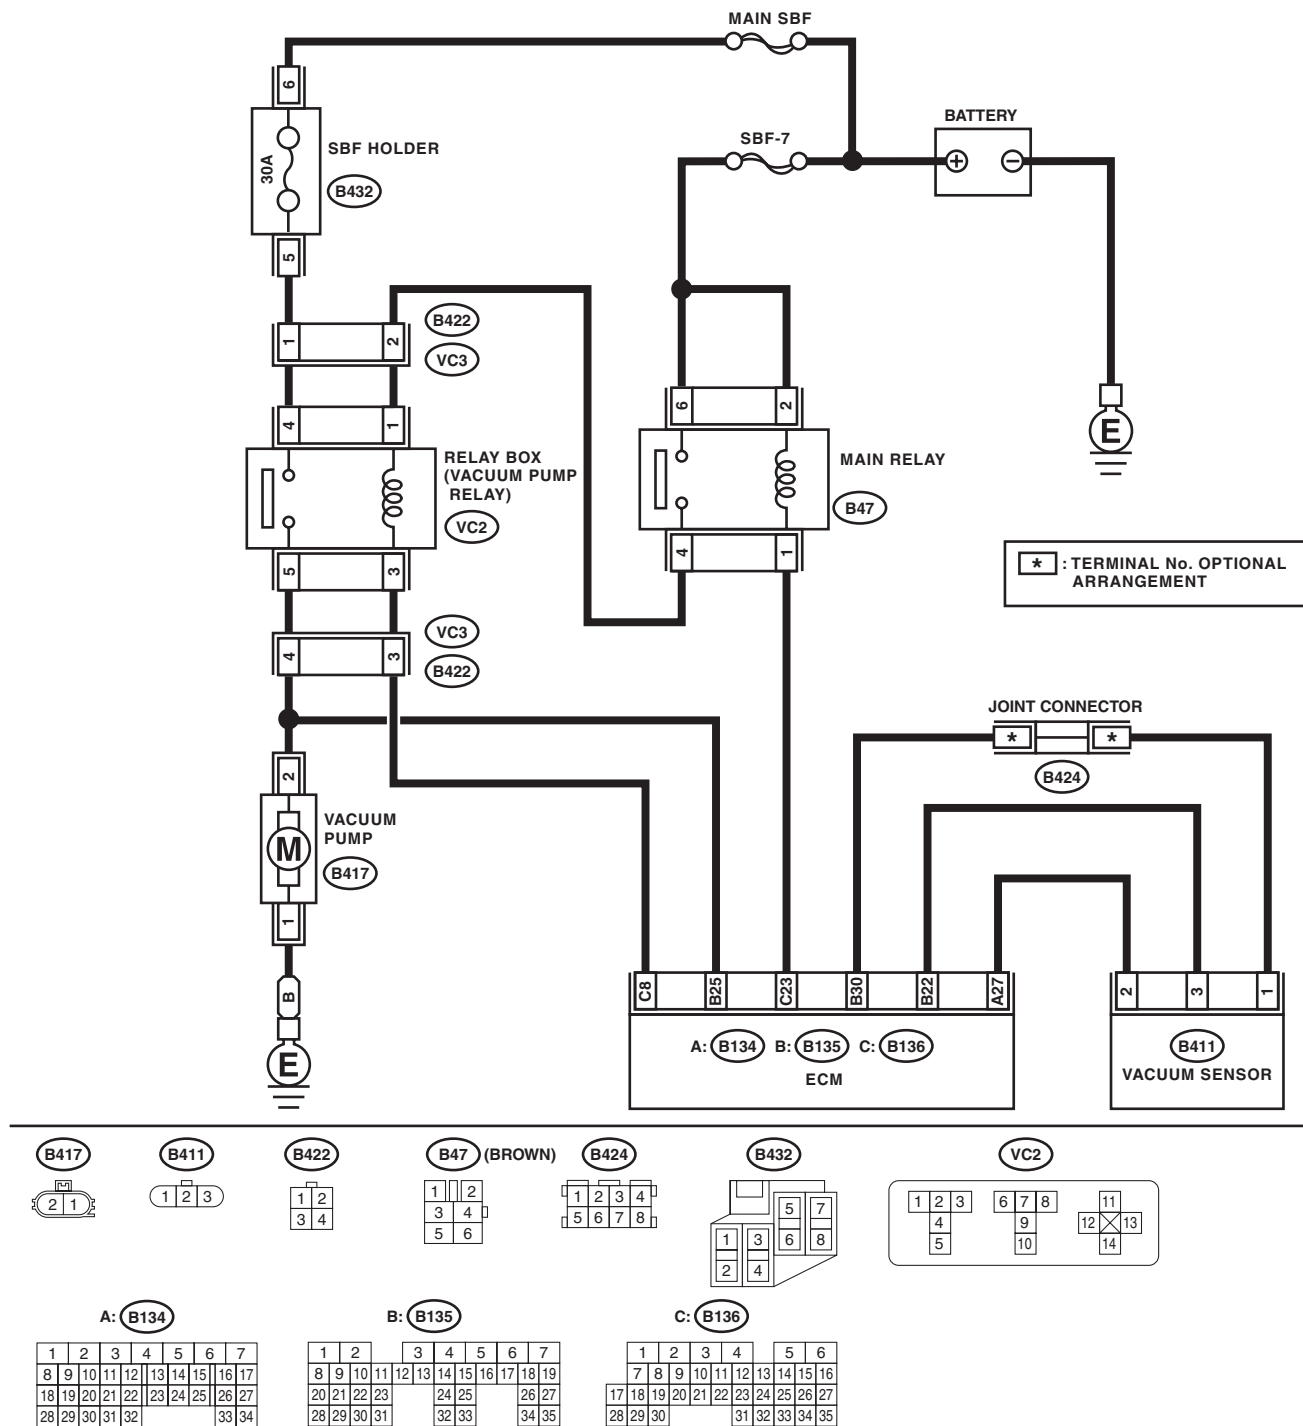 MAIN SBF
6
BATTERY
SBF-7
SBF HOLDER
30A
B432
+ −
5
B422
1 2
VC3
E
4 1
6 2
RELAY BOX
(VACUUM PUMP
RELAY)
VC2
MAIN RELAY
B47
* : TERMINAL No. OPTIONAL
ARRANGEMENT
5 3
4 1
VC3
4 3
B422
JOINT CONNECTOR
* *
B424
2
VACUUM
PUMP
M
B417
1
B
E
C8 B25 C23 B30 B22 A27
2 3 1
A: B134 B: B135 C: B136
ECM
B411
VACUUM SENSOR
B417 B411 B422 B47 (BROWN) B424 B432 VC2
2 1
1 2 3
1 2
3 4
1 2
3 4
5 6
1 2 3 4
5 6 7 8
5 7
6 8
1 3
2 4
1 2 3
4
5
6 7 8
9
10
11
12 13
14
A: B134
1 2 3 4 5 6 7
8 9 10 11 12 13 14 15 16 17
18 19 20 21 22 23 24 25 26 27
28 29 30 31 32 33 34
B: B135
1 2 3 4 5 6 7
8 9 10 11 12 13 14 15 16 17 18 19
20 21 22 23 24 25 26 27
28 29 30 31 32 33 34 35
C: B136
1 2 3 4 5 6
7 8 9 10 11 12 13 14 15 16
17 18 19 20 21 22 23 24 25 26 27
28 29 30 31 32 33 34 35